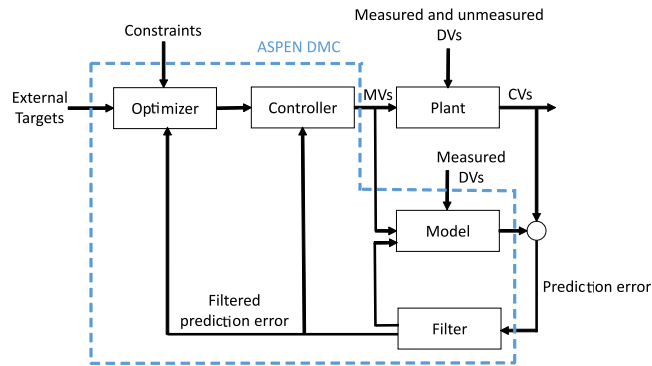 Measured and unmeasured
DVs
Constraints
ASPEN DMC
External
Targets
Optimizer
Controller
MVs
Plant
CVs
Measured
DVs
Model
Prediction error
Filtered
prediction error
Filter